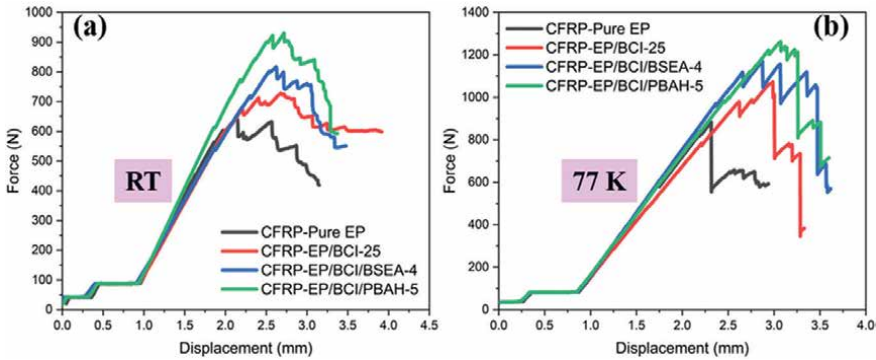 (a)
Force (N)
1000
900
800
700
600
500
400
300
200
100
0
RT
CFRP-Pure EP
CFRP-EP/BCI-25
CFRP-EP/BCI/BSEA-4
CFRP-EP/BCI/PBAH-5
0.0 0.5 1.0 1.5 2.0 2.5 3.0 3.5 4.0 4.5
Displacement (mm)
(b)
Force (N)
1400
1200
1000
800
600
400
200
0
CFRP-Pure EP
CFRP-EP/BCI-25
CFRP-EP/BCI/BSEA-4
CFRP-EP/BCI/PBAH-5
77 K
0.0 0.5 1.0 1.5 2.0 2.5 3.0 3.5 4.0
Displacement (mm)